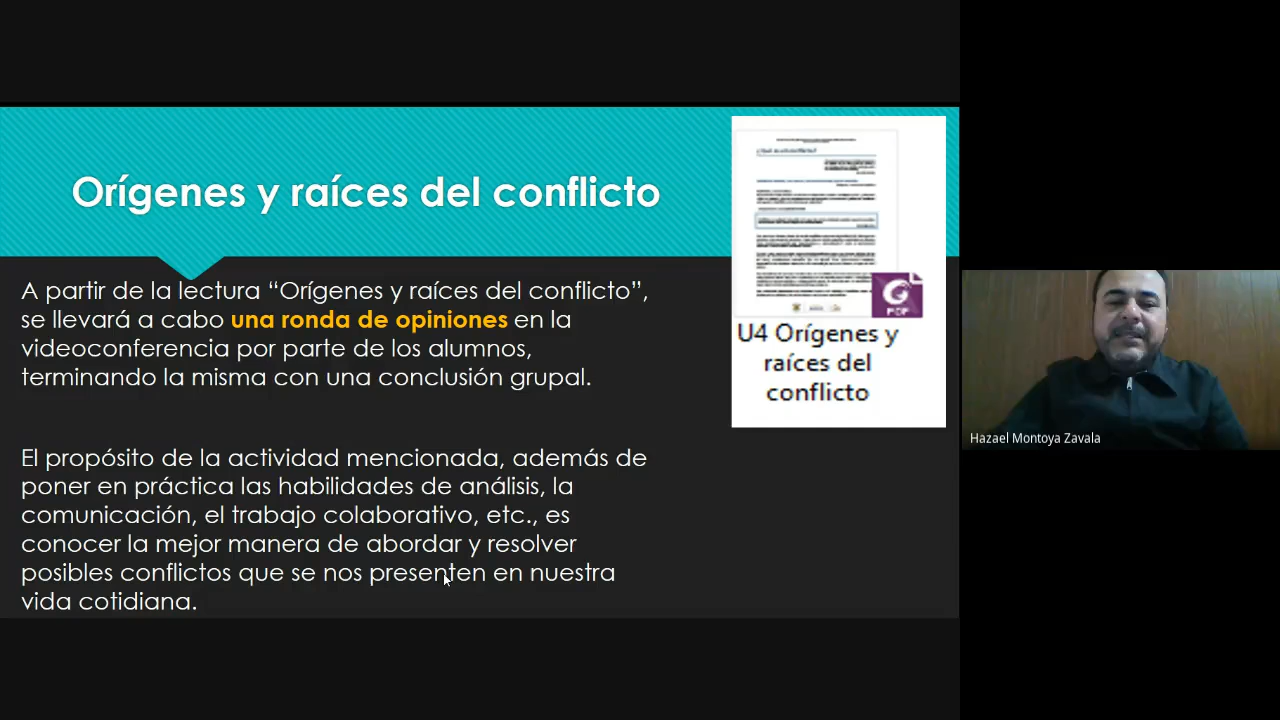 Orígenes y raíces del conflicto
A partir de la lectura “Orígenes y raíces del conflicto”,
se llevará a cabo una ronda de opiniones en la
videoconferencia por parte de los alumnos,
terminando la misma con una conclusión grupal.
El propósito de la actividad mencionada, además de
poner en práctica las habilidades de análisis, la
comunicación, el trabajo colaborativo, etc., es
conocer la mejor manera de abordar y resolver
posibles conflictos que se nos presenten en nuestra
vida cotidiana.
PDF
U4 Orígenes y
raíces del
conflicto
Hazael Montoya Zavala